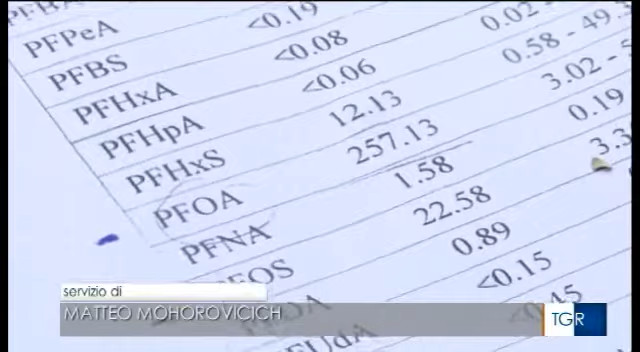 PFPeA
PFBS <0.19
PFHxA <0.08
PFHpA <0.06 0.02 -
PFHxS 12.13 0.58 - 49.
PFOA 257.13 3.02 -
PFNA 1.58 0.19
FOS 22.58 3.3
0.89
<0.15
servizio di
MATTEO MOHOROVICICH
TGR